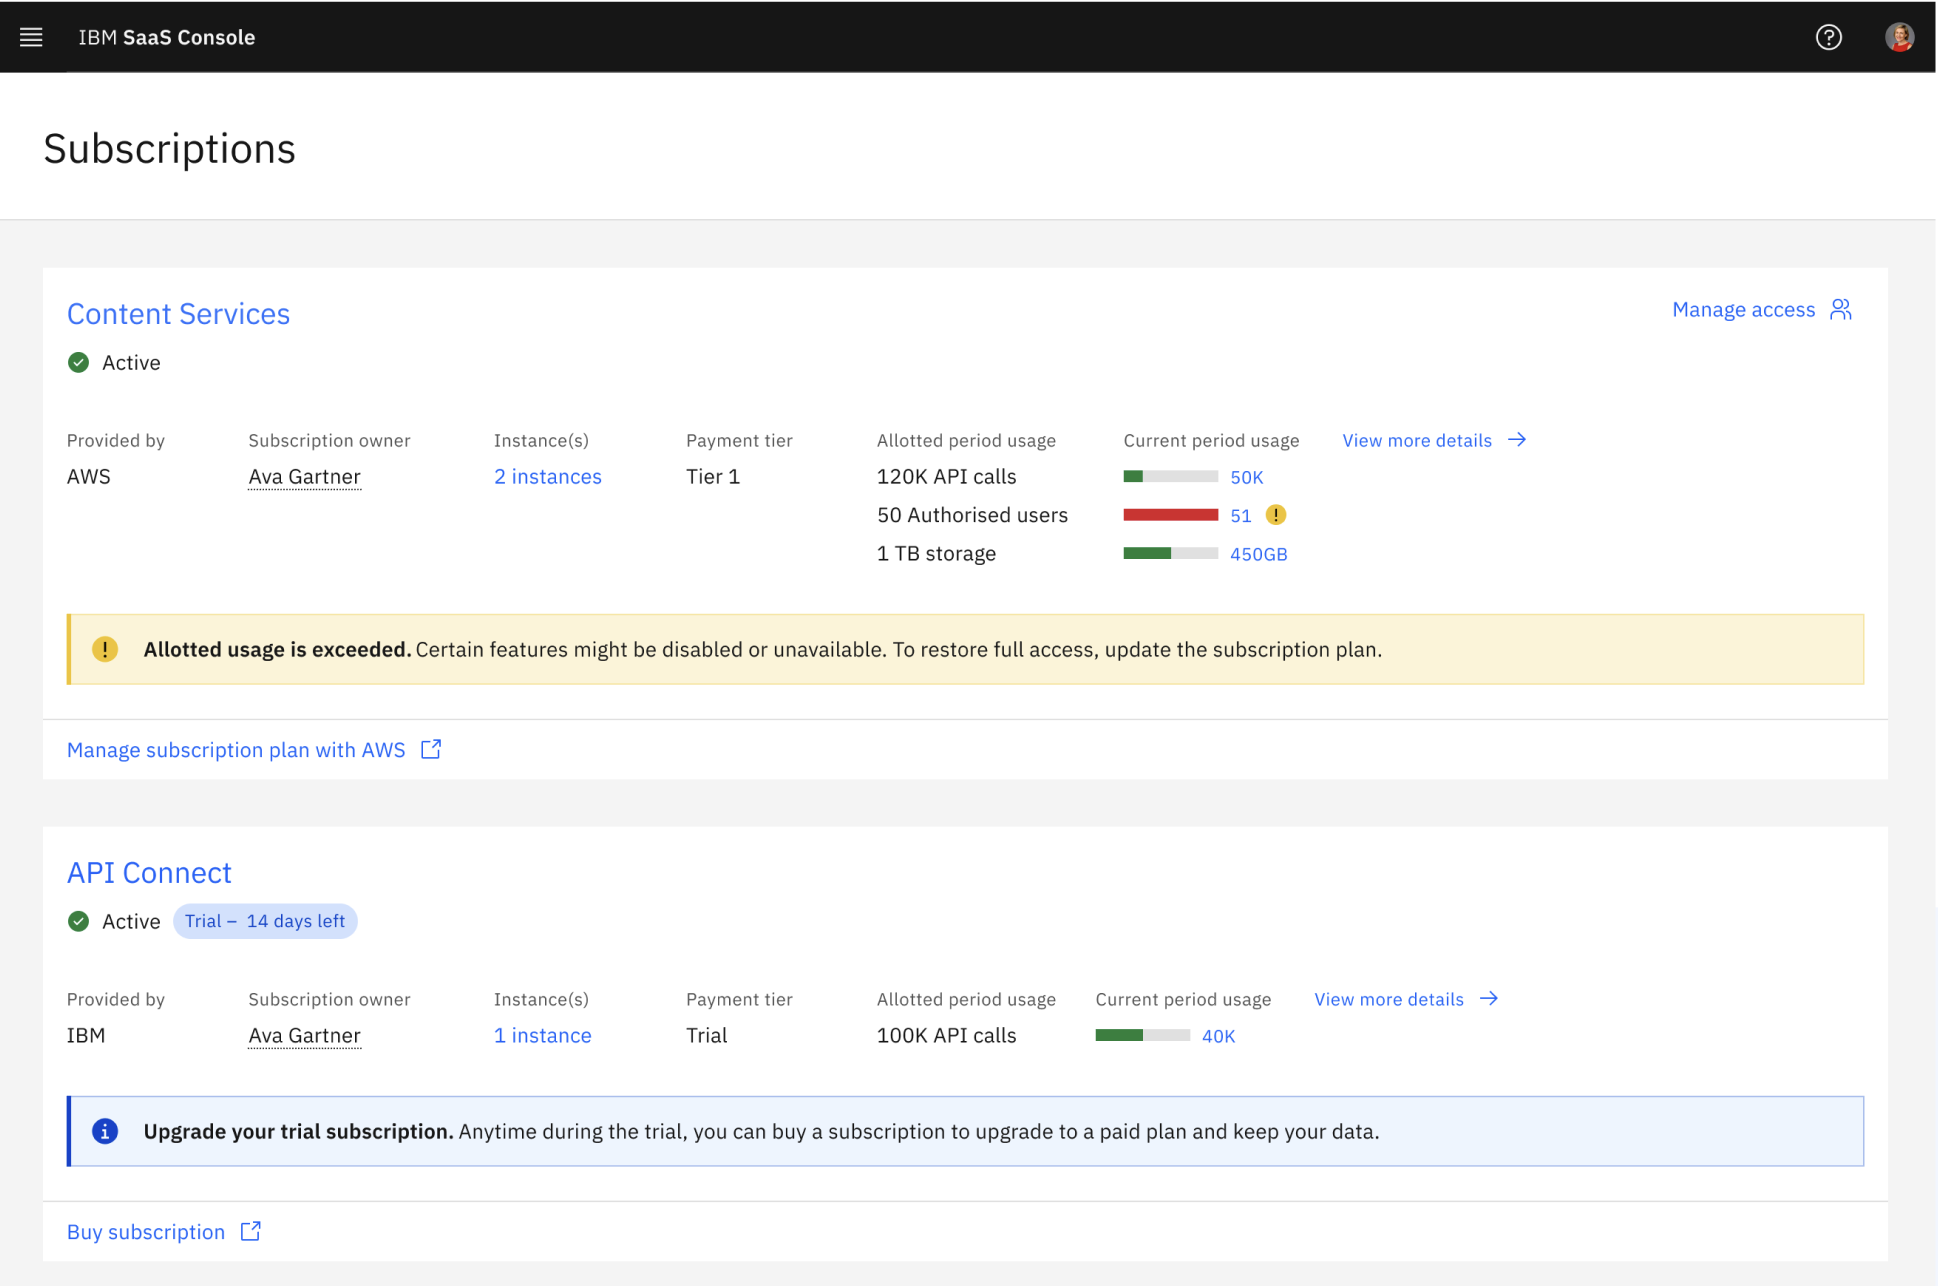 IBM SaaS Console
Subscriptions
Content Services
Manage access
Active
Provided by
Subscription owner
Instance(s)
Payment tier
Allotted period usage
Current period usage
View more details
AWS
Ava Gartner
2 instances
Tier 1
120K API calls
50K
50 Authorised users
51
1 TB storage
450GB
Allotted usage is exceeded. Certain features might be disabled or unavailable. To restore full access, update the subscription plan.
Manage subscription plan with AWS
API Connect
Active
Trial – 14 days left
Provided by
Subscription owner
Instance(s)
Payment tier
Allotted period usage
Current period usage
View more details
IBM
Ava Gartner
1 instance
Trial
100K API calls
40K
Upgrade your trial subscription. Anytime during the trial, you can buy a subscription to upgrade to a paid plan and keep your data.
Buy subscription